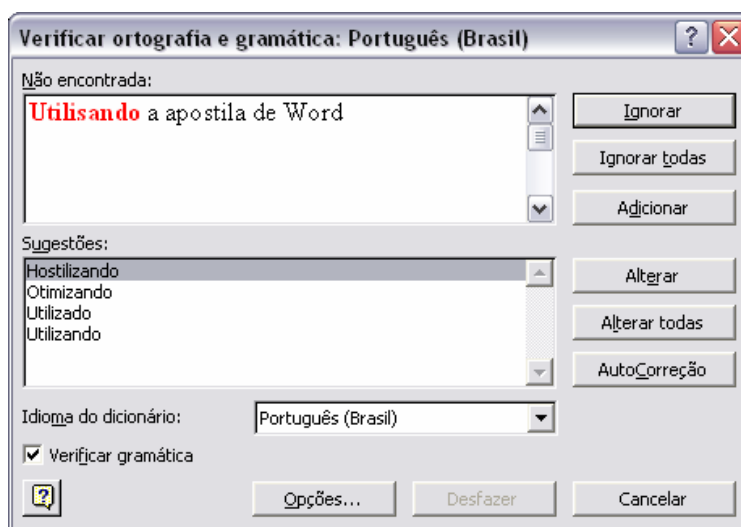 Verificar ortografia e gramática: Português (Brasil)
Não encontrada:
Utilisando a apostila de Word
Ignorar
Ignorar todas
Adicionar
Sugestões:
Hostilizando
Otimizando
Utilizado
Utilizando
Alterar
Alterar todas
AutoCorreção
Idioma do dicionário: Português (Brasil)
Verificar gramática
Opções... Desfazer Cancelar